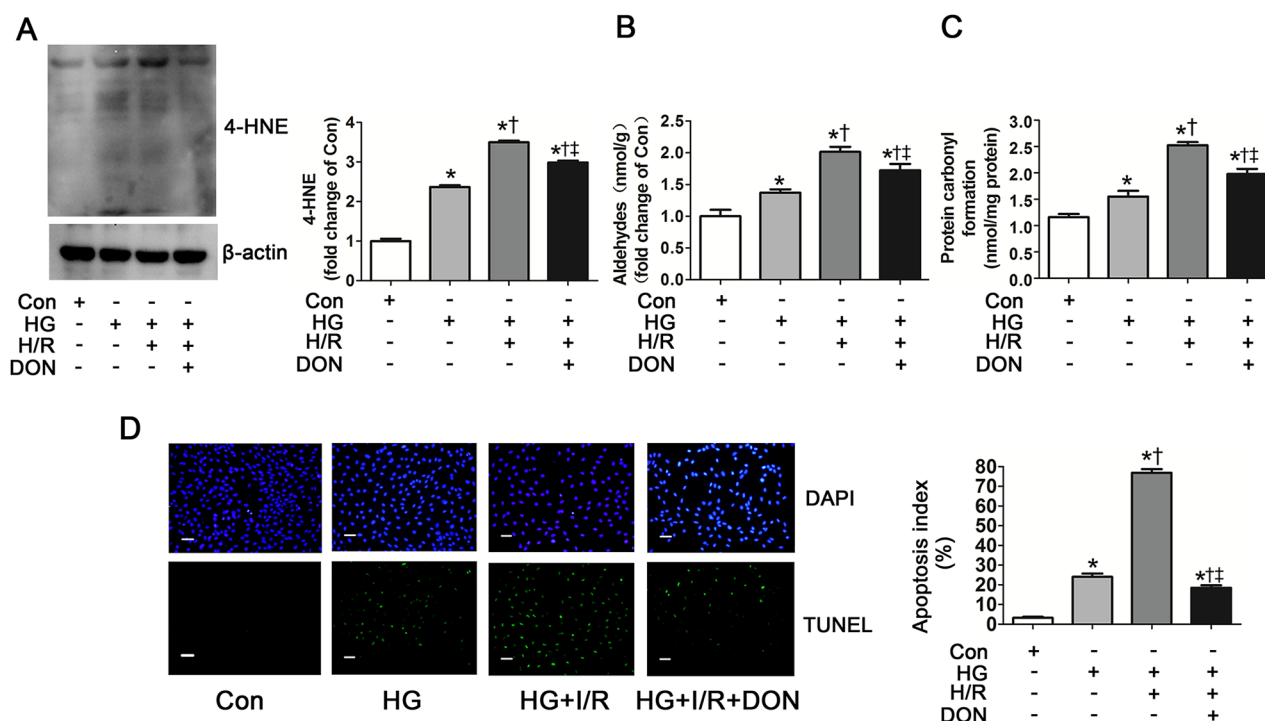 A
4-HNE
β-actin
Con + - - -
HG - + + +
H/R - - + +
DON - - - +
4-HNE
(fold change of Con)
4
3
2
1
0
*
*†
*†‡
Con + - - -
HG - + + +
H/R - - + +
DON - - - +
B
Aldehydes (nmol/g)
(fold change of Con)
2.5
2.0
1.5
1.0
0.5
0.0
*
*†
*†‡
Con + - - -
HG - + + +
H/R - - + +
DON - - - +
C
Protein carbonyl
formation
(nmol/mg protein)
3.0
2.5
2.0
1.5
1.0
0.5
0.0
*
*†
*†‡
Con + - - -
HG - + + +
H/R - - + +
DON - - - +
D
DAPI
TUNEL
Con HG HG+I/R HG+I/R+DON
Apoptosis index
(%)
80
70
60
50
40
30
20
10
0
*
*†
*†‡
Con + - - -
HG - + + +
H/R - - + +
DON - - - +